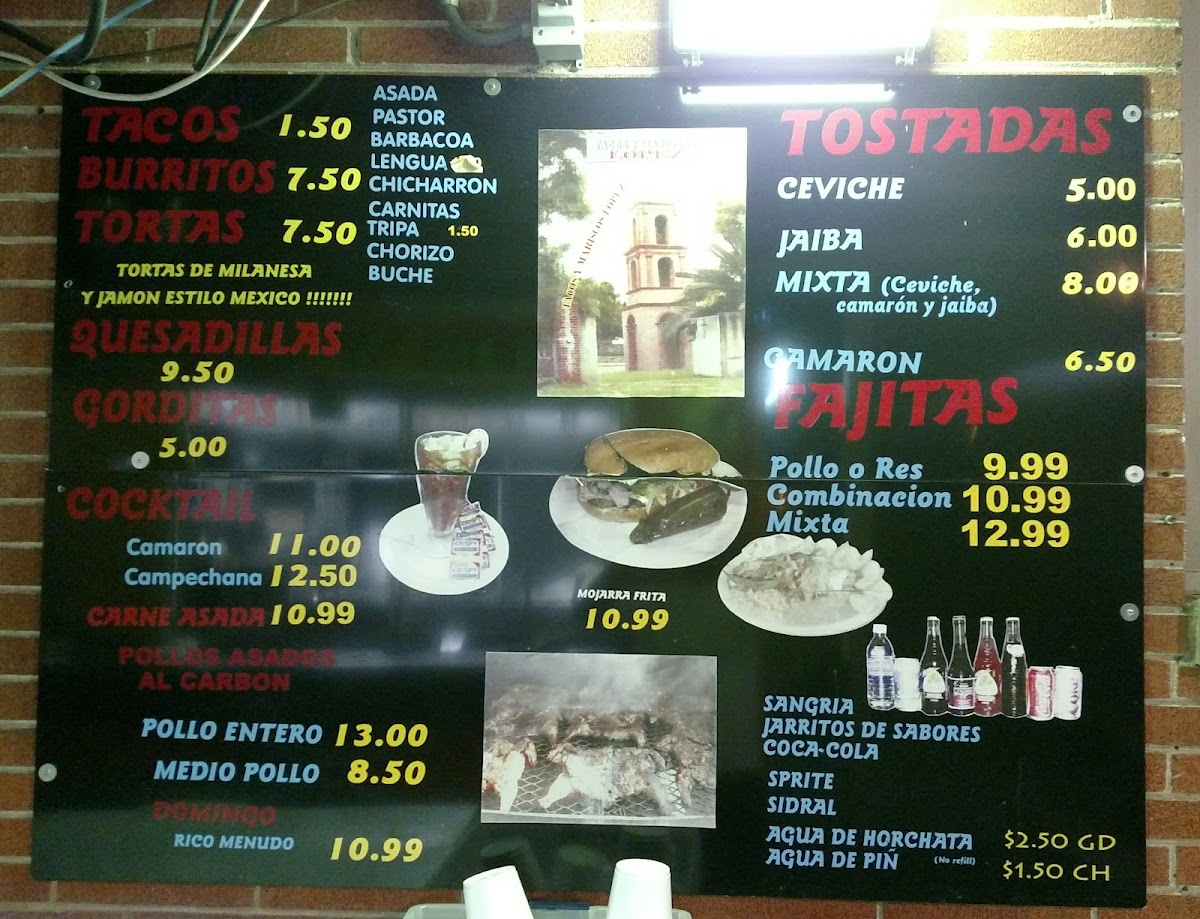 TACOS 1.50
BURRITOS 7.50
TORTAS 7.50
TORTAS DE MILANESA
Y JAMON ESTILO MEXICO !!!!!!!
ASADA
PASTOR
BARBACOA
LENGUA
CHICHARRON
CARNITAS
TRIPA 1.50
CHORIZO
BUCHE
QUESADILLAS
9.50
GORDITAS
5.00
COCKTAIL
Camaron 11.00
Campechana 12.50
CARNE ASADA 10.99
POLLOS ASADOS
AL CARBON
POLLO ENTERO 13.00
MEDIO POLLO 8.50
DOMINGO
RICO MENUDO 10.99
LOPEZ
TACOS Y MARISCOS LOPEZ
MOJARRA FRITA
10.99
TOSTADAS
CEVICHE 5.00
JAIBA 6.00
MIXTA (Ceviche, 8.00
camarón y jaiba)
CAMARON 6.50
FAJITAS
Pollo o Res 9.99
Combinacion 10.99
Mixta 12.99
SANGRIA
JARRITOS DE SABORES
COCA-COLA
SPRITE
SIDRAL
AGUA DE HORCHATA $2.50 GD
AGUA DE PIÑ (No refill) $1.50 CH